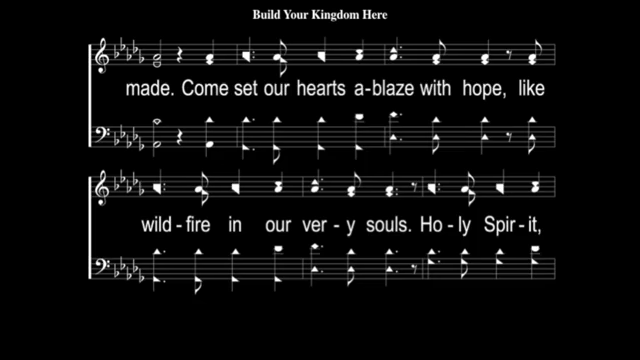 Build Your Kingdom Here
made. Come set our hearts a-blaze with hope, like
wild-fire in our ver-y souls. Ho-ly Spir-it,